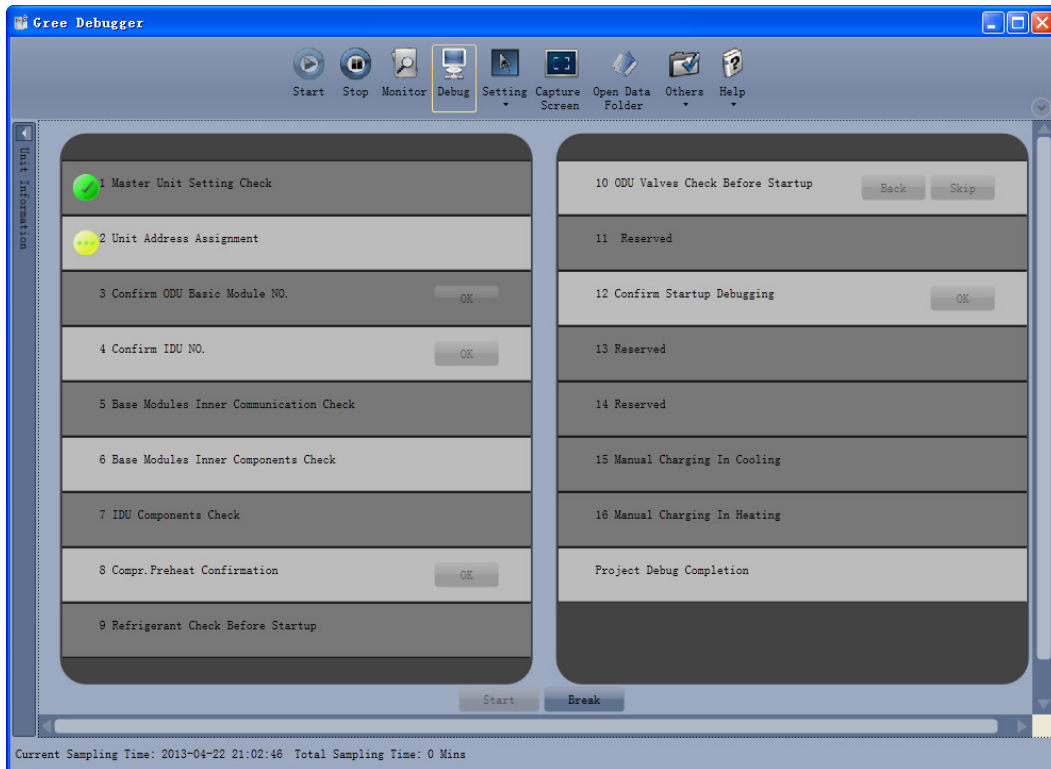 Gree Debugger
Start Stop Monitor Debug Setting Capture Screen Open Data Folder Others Help
Unit Information
1 Master Unit Setting Check
2 Unit Address Assignment
3 Confirm ODU Basic Module NO. OK
4 Confirm IDU NO. OK
5 Base Modules Inner Communication Check
6 Base Modules Inner Components Check
7 IDU Components Check
8 Compr.Preheat Confirmation OK
9 Refrigerant Check Before Startup
10 ODU Valves Check Before Startup Back Skip
11 Reserved
12 Confirm Startup Debugging OK
13 Reserved
14 Reserved
15 Manual Charging In Cooling
16 Manual Charging In Heating
Project Debug Completion
Start Break
Current Sampling Time: 2013-04-22 21:02:46 Total Sampling Time: 0 Mins